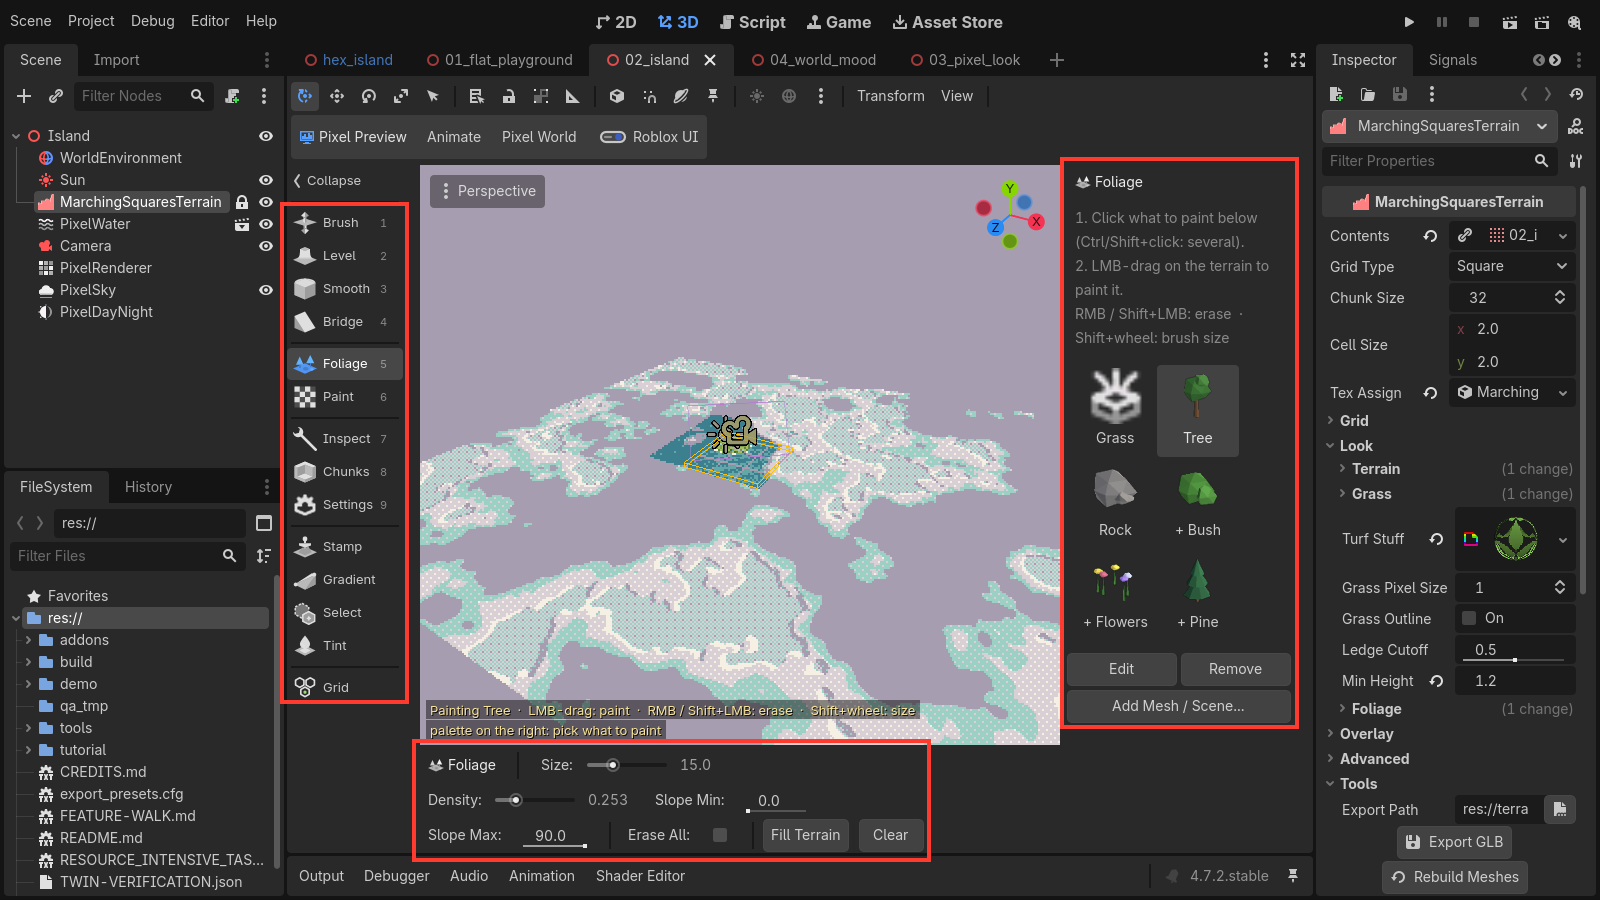 Scene Project Debug Editor Help
2D 3D Script Game Asset Store
Scene Import
hex_island 01_flat_playground 02_island 04_world_mood 03_pixel_look
Inspector Signals
Filter Nodes
Transform View
Pixel Preview Animate Pixel World Roblox UI
Island
WorldEnvironment
Sun
MarchingSquaresTerrain
PixelWater
Camera
PixelRenderer
PixelSky
PixelDayNight
FileSystem History
res://
Filter Files
Favorites
res://
addons
build
demo
qa_tmp
tools
tutorial
CREDITS.md
export_presets.cfg
FEATURE-WALK.md
README.md
RESOURCE_INTENSIVE_TAS...
TWIN-VERIFICATION.json
Collapse
Brush 1
Level 2
Smooth 3
Bridge 4
Foliage 5
Paint 6
Inspect 7
Chunks 8
Settings 9
Stamp
Gradient
Select
Tint
Grid
Perspective
Y
X
Z
Painting Tree · LMB-drag: paint · RMB / Shift+LMB: erase · Shift+wheel: size
palette on the right: pick what to paint
Foliage Size: 15.0
Density: 0.253 Slope Min: 0.0
Slope Max: 90.0 Erase All: Fill Terrain Clear
Foliage
1. Click what to paint below
(Ctrl/Shift+click: several).
2. LMB-drag on the terrain to
paint it.
RMB / Shift+LMB: erase ·
Shift+wheel: brush size
Grass Tree
Rock + Bush
+ Flowers + Pine
Edit Remove
Add Mesh / Scene...
Output Debugger Audio Animation Shader Editor
4.7.2.stable
MarchingSquaresTerrain
DOC
Filter Properties
MarchingSquaresTerrain
Contents 02_i
Grid Type Square
Chunk Size 32
Cell Size x 2.0
y 2.0
Tex Assign Marching
Grid
Look
Terrain (1 change)
Grass (1 change)
Turf Stuff
Grass Pixel Size 1
Grass Outline On
Ledge Cutoff 0.5
Min Height 1.2
Foliage (1 change)
Overlay
Advanced
Tools
Export Path res://terra
Export GLB
Rebuild Meshes